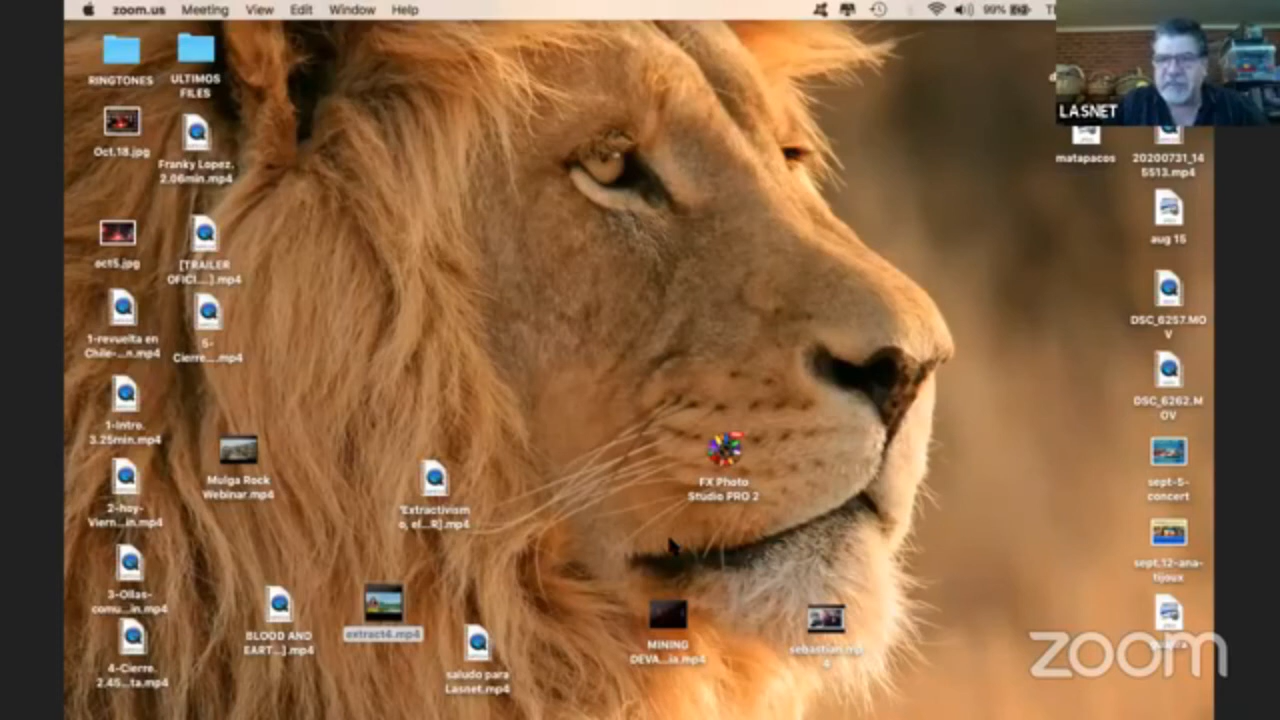 zoom.us Meeting View Edit Window Help
99%
LASNET
RINGTONES
ULTIMOS
FILES
Oct.18.jpg
Franky Lopez.
2.06min.mp4
oct5.jpg
[TRAILER
OFICI....].mp4
1-revuelta en
Chile-...n.mp4
5-
Cierre....mp4
1-Intro.
3.25min.mp4
Mulga Rock
Webinar.mp4
2-hoy-
Viern...in.mp4
'Extractivism
o, el...R].mp4
3-Ollas-
comu...in.mp4
BLOOD AND
EART...].mp4
extract4.mp4
4-Cierre.
2.45...ta.mp4
saludo para
Lasnet.mp4
FX Photo
Studio PRO 2
MINING
DEVA...ia.mp4
sebastian.mp
4
matapacos
20200731_14
5513.mp4
aug 15
DSC_6257.MO
V
DSC_6262.M
OV
sept-5-
concert
sept.12-ana-
tijoux
zoom